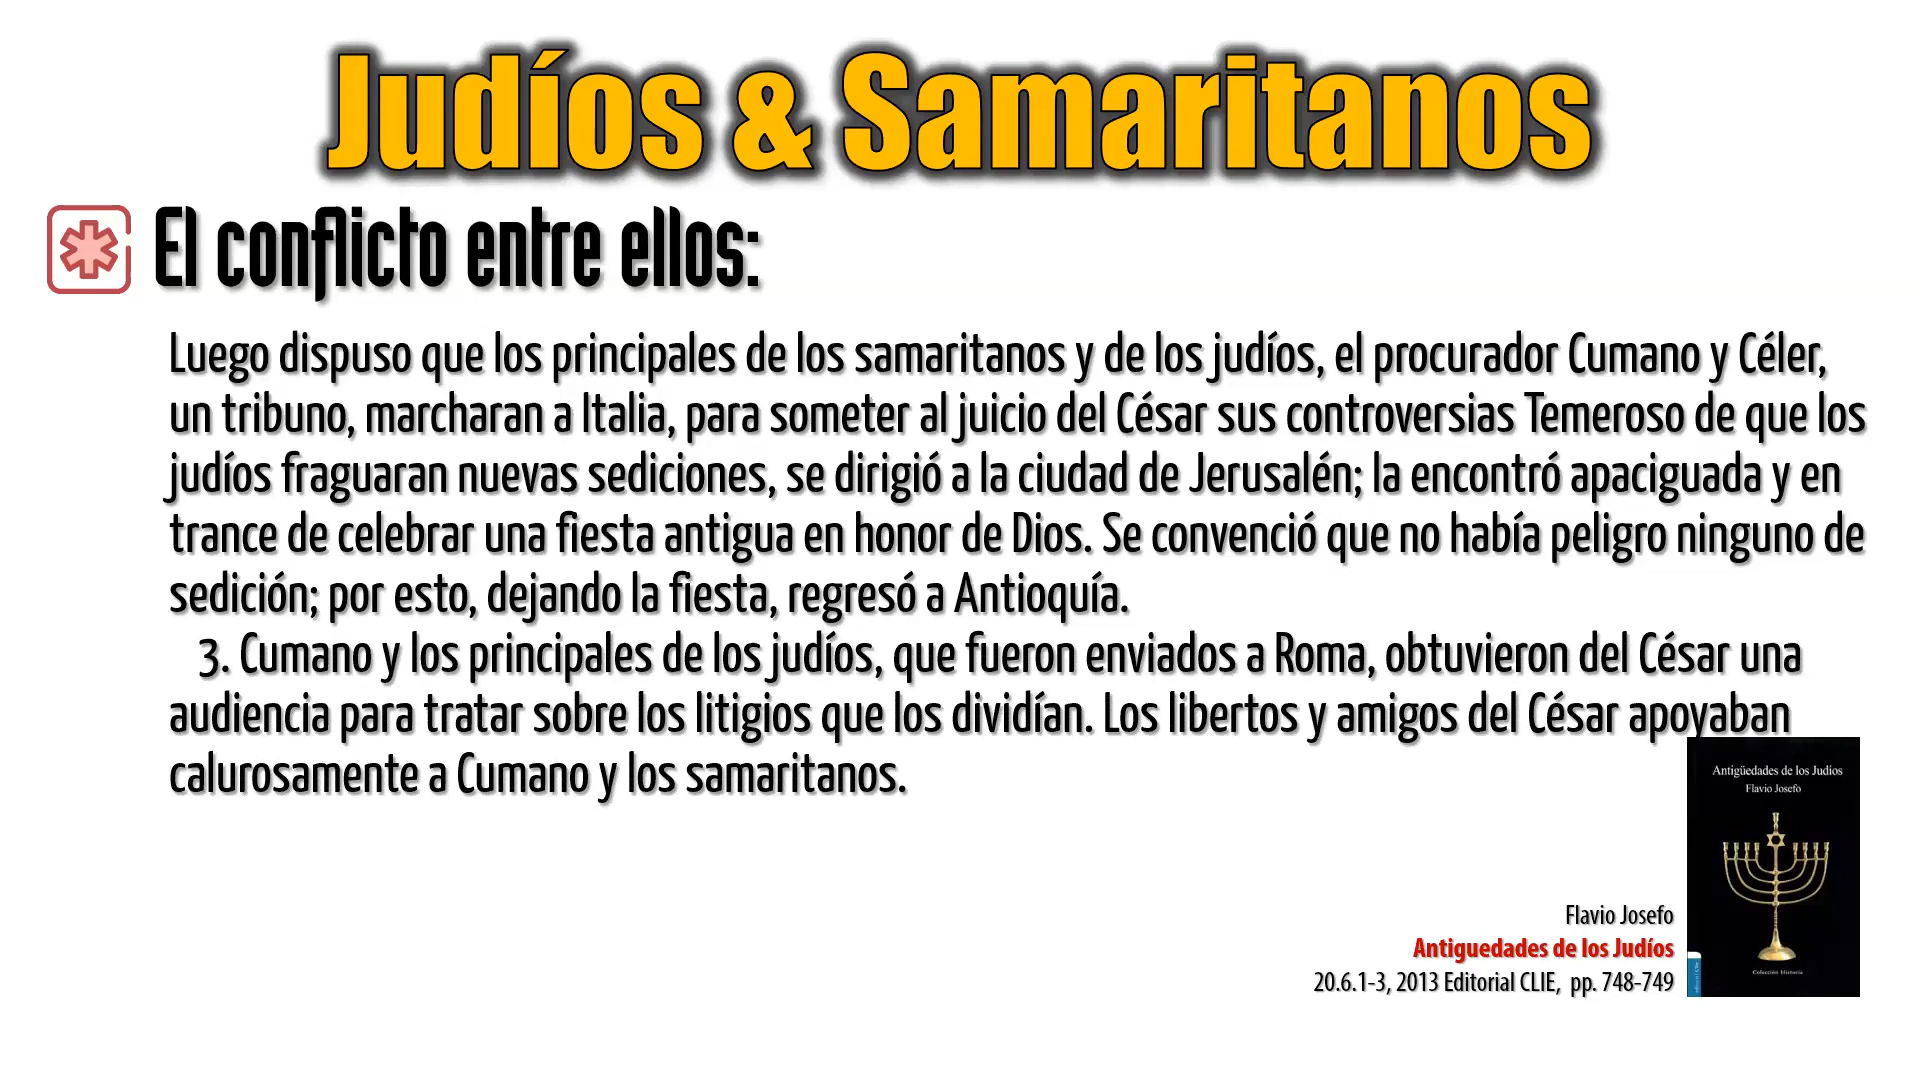 Judíos & Samaritanos
El conflicto entre ellos:
Luego dispuso que los principales de los samaritanos y de los judíos, el procurador Cumano y Céler,
un tribuno, marcharan a Italia, para someter al juicio del César sus controversias Temeroso de que los
judíos fraguaran nuevas sediciones, se dirigió a la ciudad de Jerusalén; la encontró apaciguada y en
trance de celebrar una fiesta antigua en honor de Dios. Se convenció que no había peligro ninguno de
sedición; por esto, dejando la fiesta, regresó a Antioquía.
3. Cumano y los principales de los judíos, que fueron enviados a Roma, obtuvieron del César una
audiencia para tratar sobre los litigios que los dividían. Los libertos y amigos del César apoyaban
calurosamente a Cumano y los samaritanos.
Antigüedades de los Judíos
Flavio Josefo
Colección Historia
Flavio Josefo
Antiguedades de los Judíos
20.6.1-3, 2013 Editorial CLIE, pp. 748-749